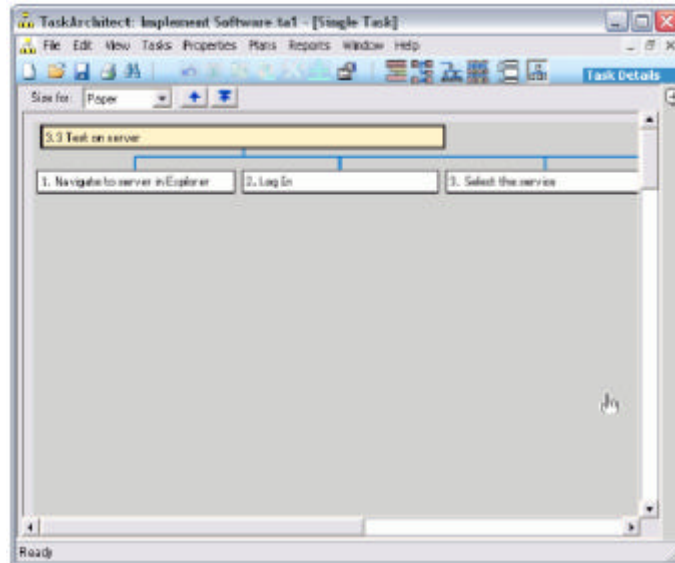 TaskArchitect: Implement Software.ta1 - [Single Task]
File Edit View Tasks Properties Plans Reports Window Help
Task Details
Size for: Paper
3.3 Test on server
1. Navigate to server in Explorer
2. Log In
3. Select the service
Ready